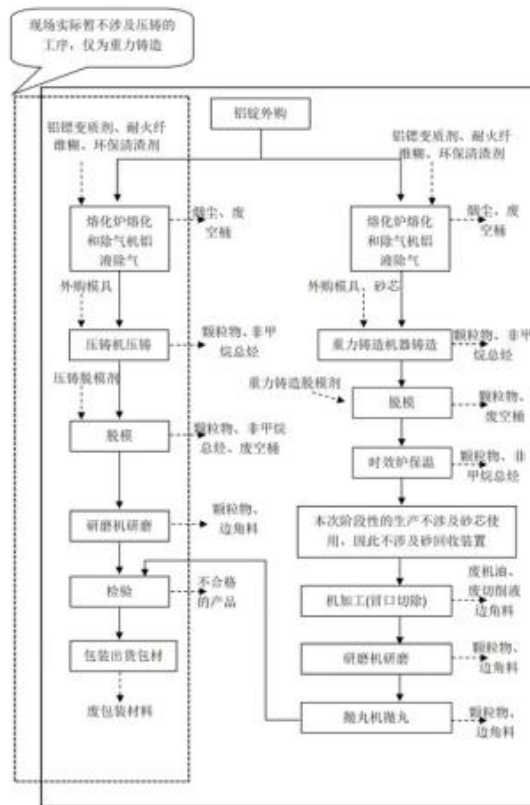 现场实际暂不涉及压铸的
工序，仅为重力铸造
铝锭外购
铝镖变质剂、耐火纤
维糊、环保清渣剂
熔化炉熔化
和除气机铝
液除气
烟尘、废
空桶
外购模具
压铸机压铸
颗粒物、非甲
烷总烃
压铸脱模剂
脱模
颗粒物、非甲烷
总烃、废空桶
研磨机研磨
颗粒物、
边角料
检验
不合格
的产品
包装出货包材
废包装材料
铝镖变质剂、耐火纤
维糊、环保清渣剂
熔化炉熔化
和除气机铝
液除气
烟尘、废
空桶
外购模具、砂芯
重力铸造机器铸造
颗粒物、非甲
烷总烃
重力铸造脱模剂
脱模
颗粒物、
废空桶
时效炉保温
颗粒物、非
甲烷总烃
本次阶段性的生产不涉及砂芯使
用，因此不涉及砂回收装置
机加工(冒口切除)
废机油、
废切削液
边角料
研磨机研磨
颗粒物、
边角料
抛丸机抛丸
颗粒物、
边角料